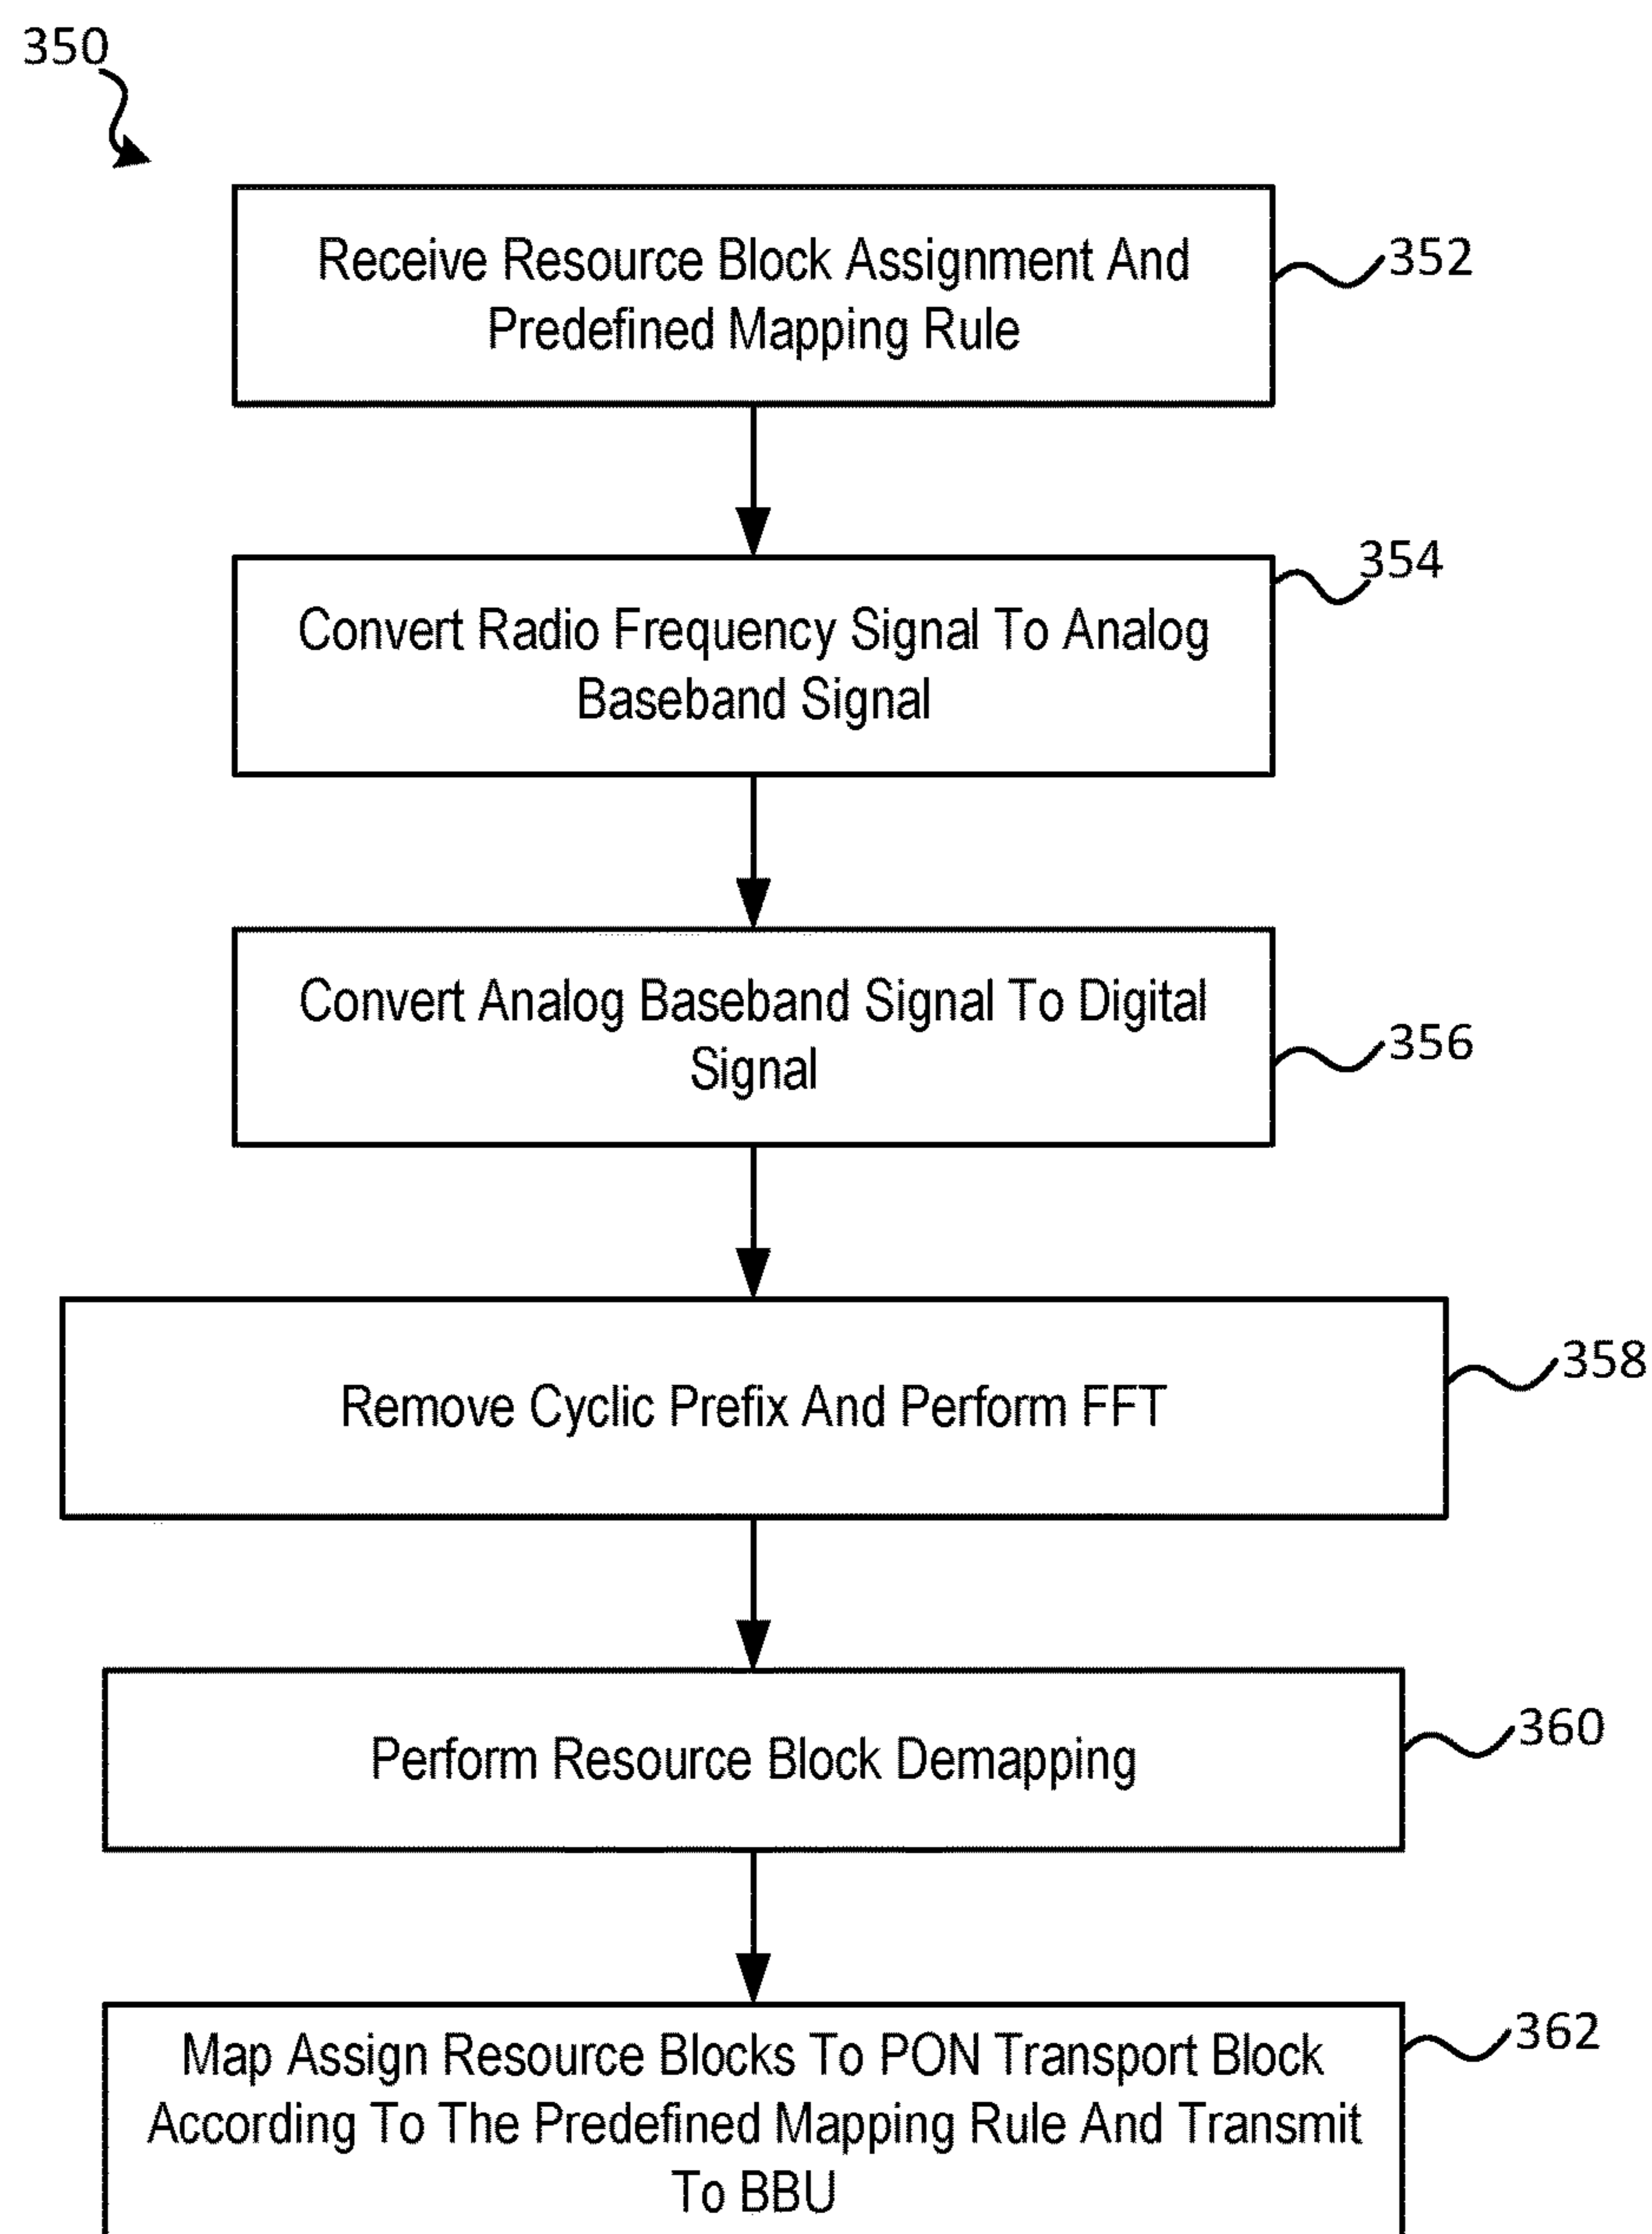 350
Receive Resource Block Assignment And
Predefined Mapping Rule
352
Convert Radio Frequency Signal To Analog
Baseband Signal
354
Convert Analog Baseband Signal To Digital
Signal
356
Remove Cyclic Prefix And Perform FFT
358
Perform Resource Block Demapping
360
Map Assign Resource Blocks To PON Transport Block
According To The Predefined Mapping Rule And Transmit
To BBU
362